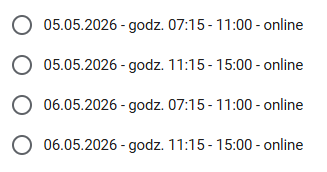 05.05.2026 - godz. 07:15 - 11:00 - online
05.05.2026 - godz. 11:15 - 15:00 - online
06.05.2026 - godz. 07:15 - 11:00 - online
06.05.2026 - godz. 11:15 - 15:00 - online